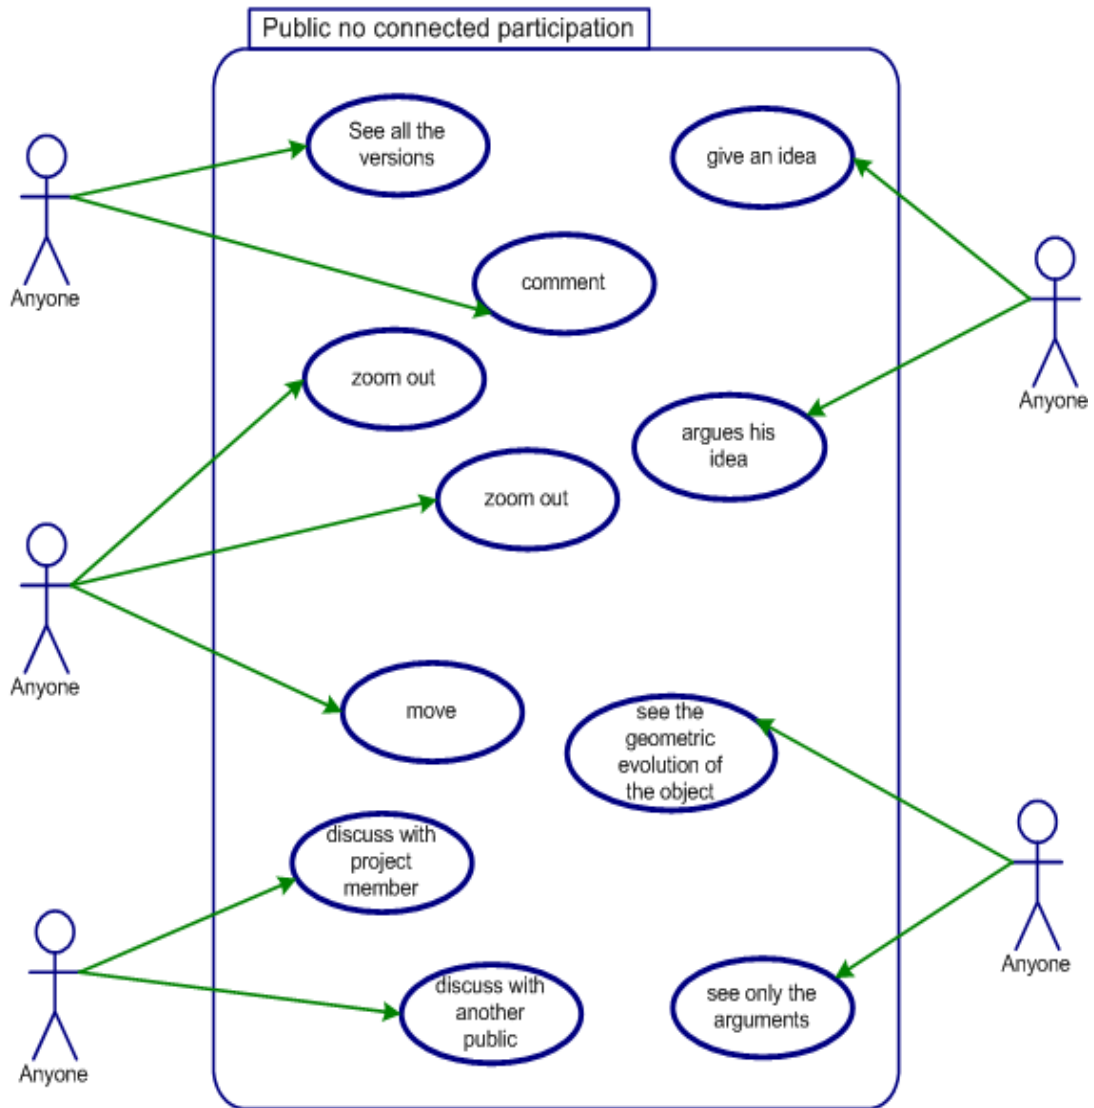 Public no connected participation
See all the
versions
give an idea
Anyone
comment
Anyone
zoom out
argues his
idea
zoom out
Anyone
move
see the
geometric
evolution of
the object
discuss with
project
member
Anyone
discuss with
another
public
see only the
arguments
Anyone